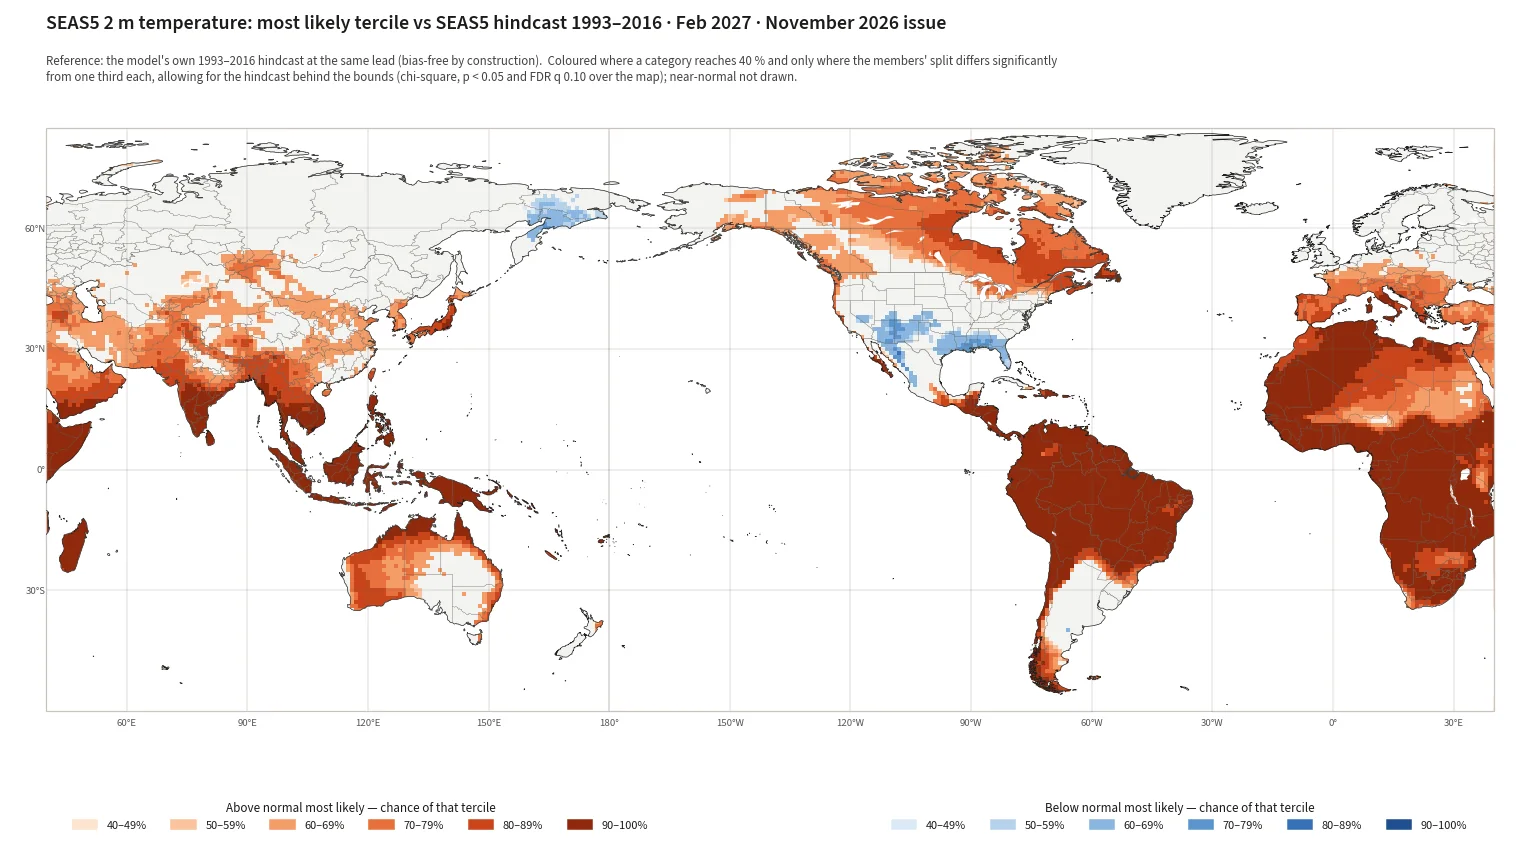 SEAS5 2 m temperature: most likely tercile vs SEAS5 hindcast 1993–2016 · Feb 2027 · November 2026 issue
Reference: the model's own 1993–2016 hindcast at the same lead (bias-free by construction).  Coloured where a category reaches 40 % and only where the members' split differs significantly
from one third each, allowing for the hindcast behind the bounds (chi-square, p < 0.05 and FDR q 0.10 over the map); near-normal not drawn.
60°N
30°N
0°
30°S
60°E 90°E 120°E 150°E 180° 150°W 120°W 90°W 60°W 30°W 0° 30°E
Above normal most likely — chance of that tercile
40–49% 50–59% 60–69% 70–79% 80–89% 90–100%
Below normal most likely — chance of that tercile
40–49% 50–59% 60–69% 70–79% 80–89% 90–100%